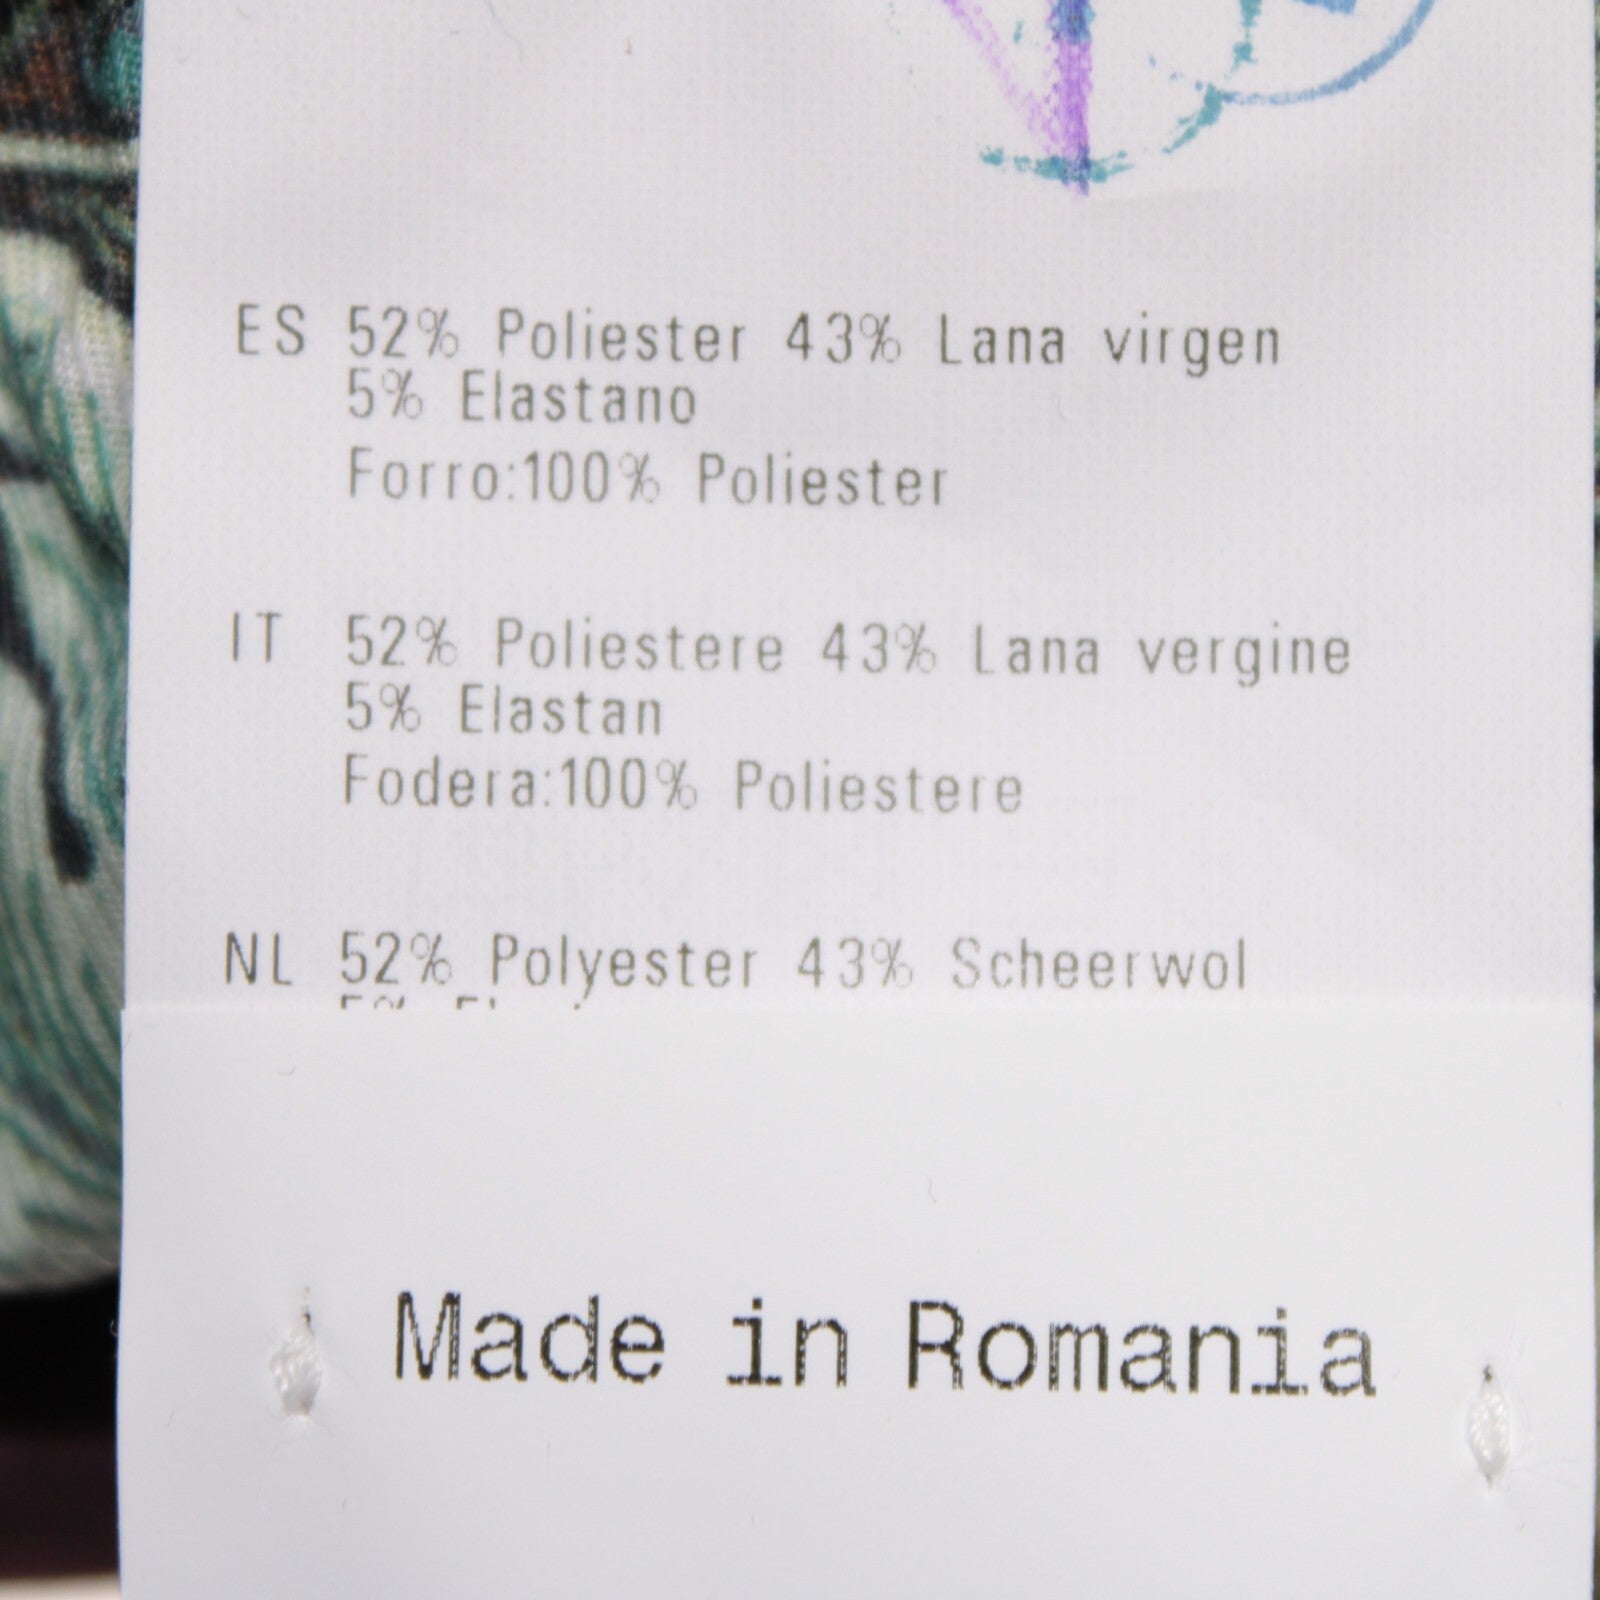 ES 52% Poliester 43% Lana virgen
5% Elastano
Forro:100% Poliester
IT 52% Poliestere 43% Lana vergine
5% Elastan
Fodera:100% Poliestere
NL 52% Polyester 43% Scheerwol
Made in Romania